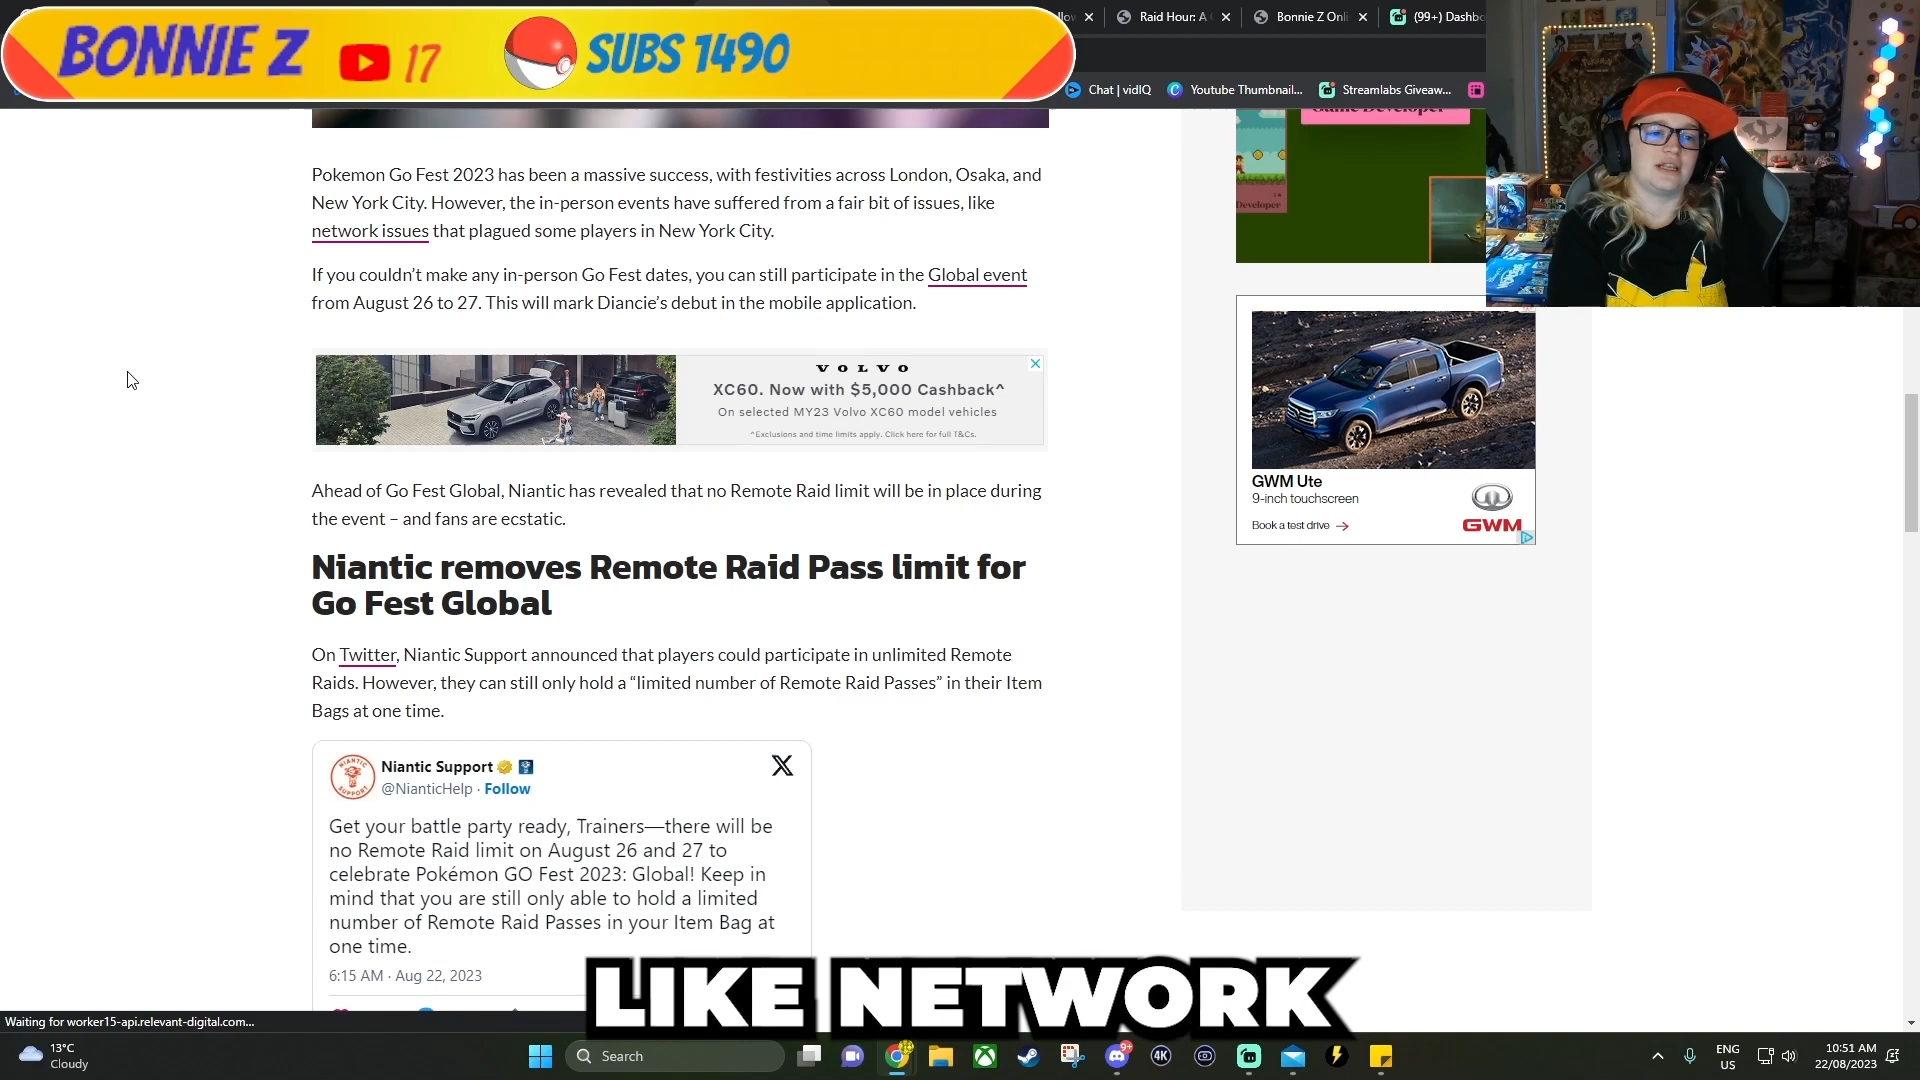 BONNIE Z 17 SUBS 1490
Raid Hour: A
Bonnie Z Onli
(99+) Dashbo
Chat | vidIQ
Youtube Thumbnail...
Streamlabs Giveaw...
Game Developer
Developer
Pokemon Go Fest 2023 has been a massive success, with festivities across London, Osaka, and
New York City. However, the in-person events have suffered from a fair bit of issues, like
network issues that plagued some players in New York City.
If you couldn’t make any in-person Go Fest dates, you can still participate in the Global event
from August 26 to 27. This will mark Diancie’s debut in the mobile application.
VOLVO
XC60. Now with $5,000 Cashback^
On selected MY23 Volvo XC60 model vehicles
^Exclusions and time limits apply. Click here for full T&Cs.
GWM Ute
9-inch touchscreen
Book a test drive →
GWM
Ahead of Go Fest Global, Niantic has revealed that no Remote Raid limit will be in place during
the event – and fans are ecstatic.
Niantic removes Remote Raid Pass limit for
Go Fest Global
On Twitter, Niantic Support announced that players could participate in unlimited Remote
Raids. However, they can still only hold a “limited number of Remote Raid Passes” in their Item
Bags at one time.
NIANTIC SUPPORT
Niantic Support
@NianticHelp · Follow
Get your battle party ready, Trainers—there will be
no Remote Raid limit on August 26 and 27 to
celebrate Pokémon GO Fest 2023: Global! Keep in
mind that you are still only able to hold a limited
number of Remote Raid Passes in your Item Bag at
one time.
6:15 AM · Aug 22, 2023
LIKE NETWORK
Waiting for worker15-api.relevant-digital.com...
13°C
Cloudy
Search
9+
4K
ENG
US
10:51 AM
22/08/2023